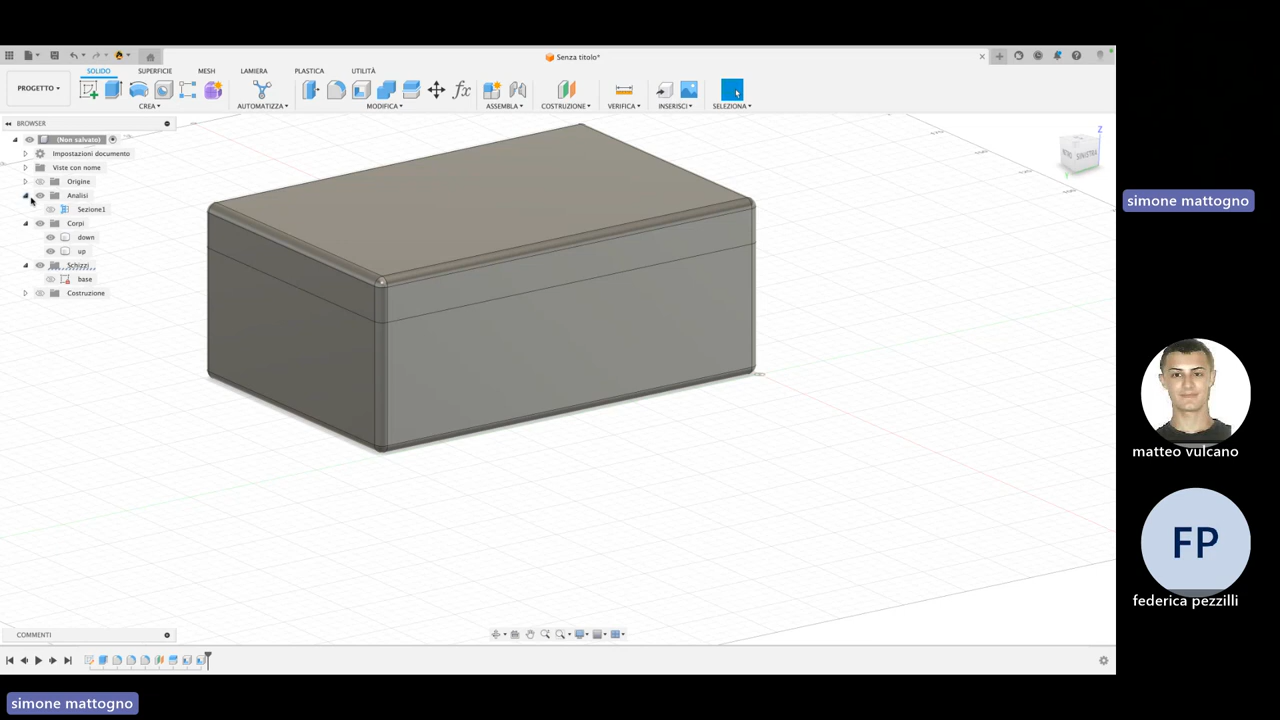 Senza titolo*
PROGETTO
SOLIDO SUPERFICIE MESH LAMIERA PLASTICA UTILITÀ
fx
CREA AUTOMATIZZA MODIFICA ASSEMBLA COSTRUZIONE VERIFICA INSERISCI SELEZIONA
BROWSER
(Non salvato)
Impostazioni documento
Viste con nome
Origine
Analisi
Sezione1
Corpi
down
up
Schizzi
base
Costruzione
Z
SINISTRA
simone mattogno
matteo vulcano
FP
federica pezzilli
COMMENTI
simone mattogno